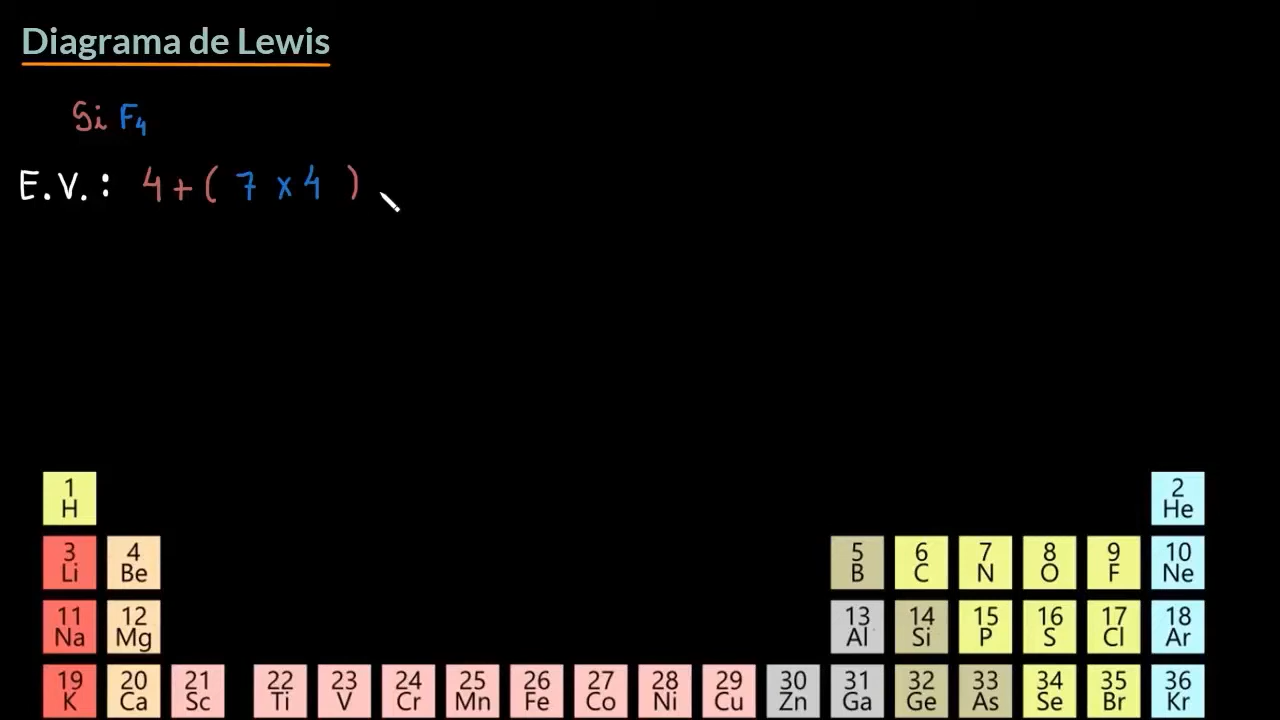 Diagrama de Lewis
Si F₄
E.V.: 4 + ( 7 x 4 )
1 2
H He
3 4 5 6 7 8 9 10
Li Be B C N O F Ne
11 12 13 14 15 16 17 18
Na Mg Al Si P S Cl Ar
19 20 21 22 23 24 25 26 27 28 29 30 31 32 33 34 35 36
K Ca Sc Ti V Cr Mn Fe Co Ni Cu Zn Ga Ge As Se Br Kr